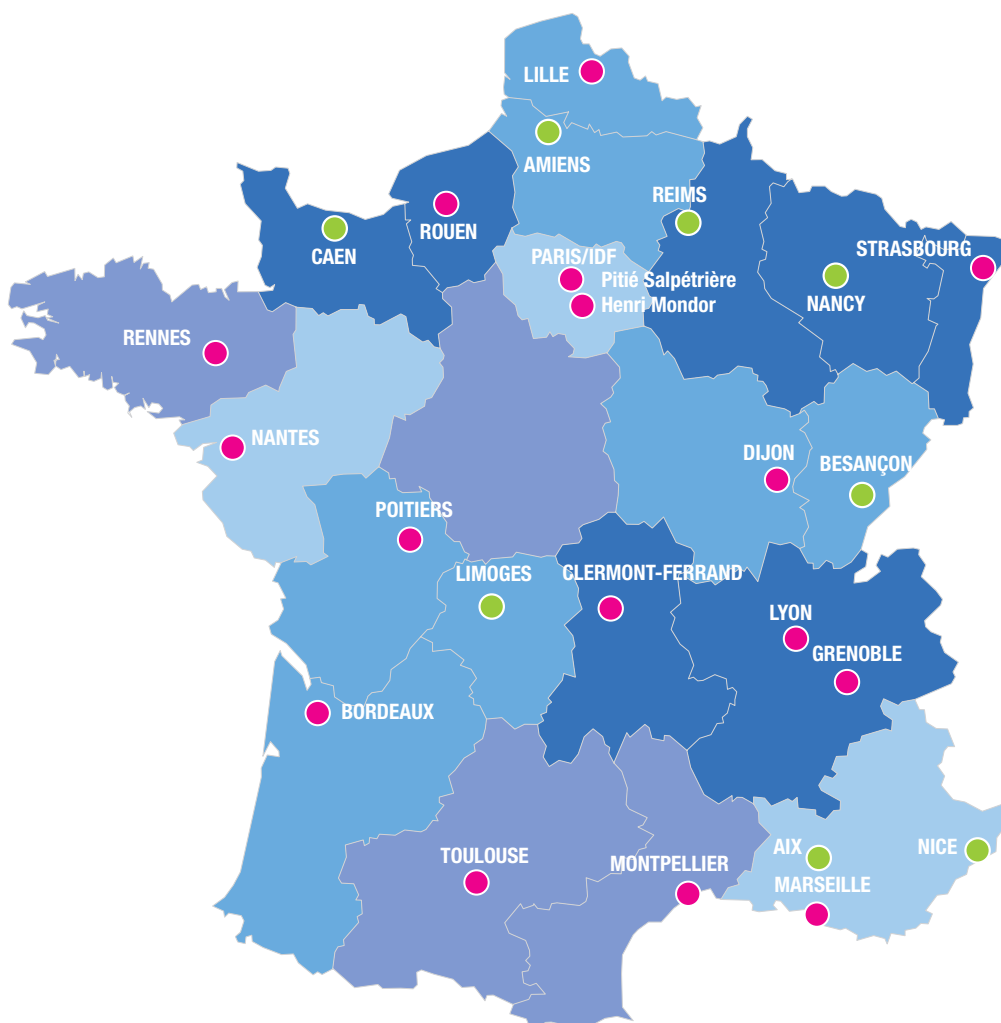 LILLE
AMIENS
REIMS
ROUEN
CAEN
STRASBOURG
PARIS/IDF
Pitié Salpétrière
Henri Mondor
NANCY
RENNES
NANTES
DIJON
BESANÇON
POITIERS
LIMOGES
CLERMONT-FERRAND
LYON
GRENOBLE
BORDEAUX
TOULOUSE
MONTPELLIER
AIX
NICE
MARSEILLE